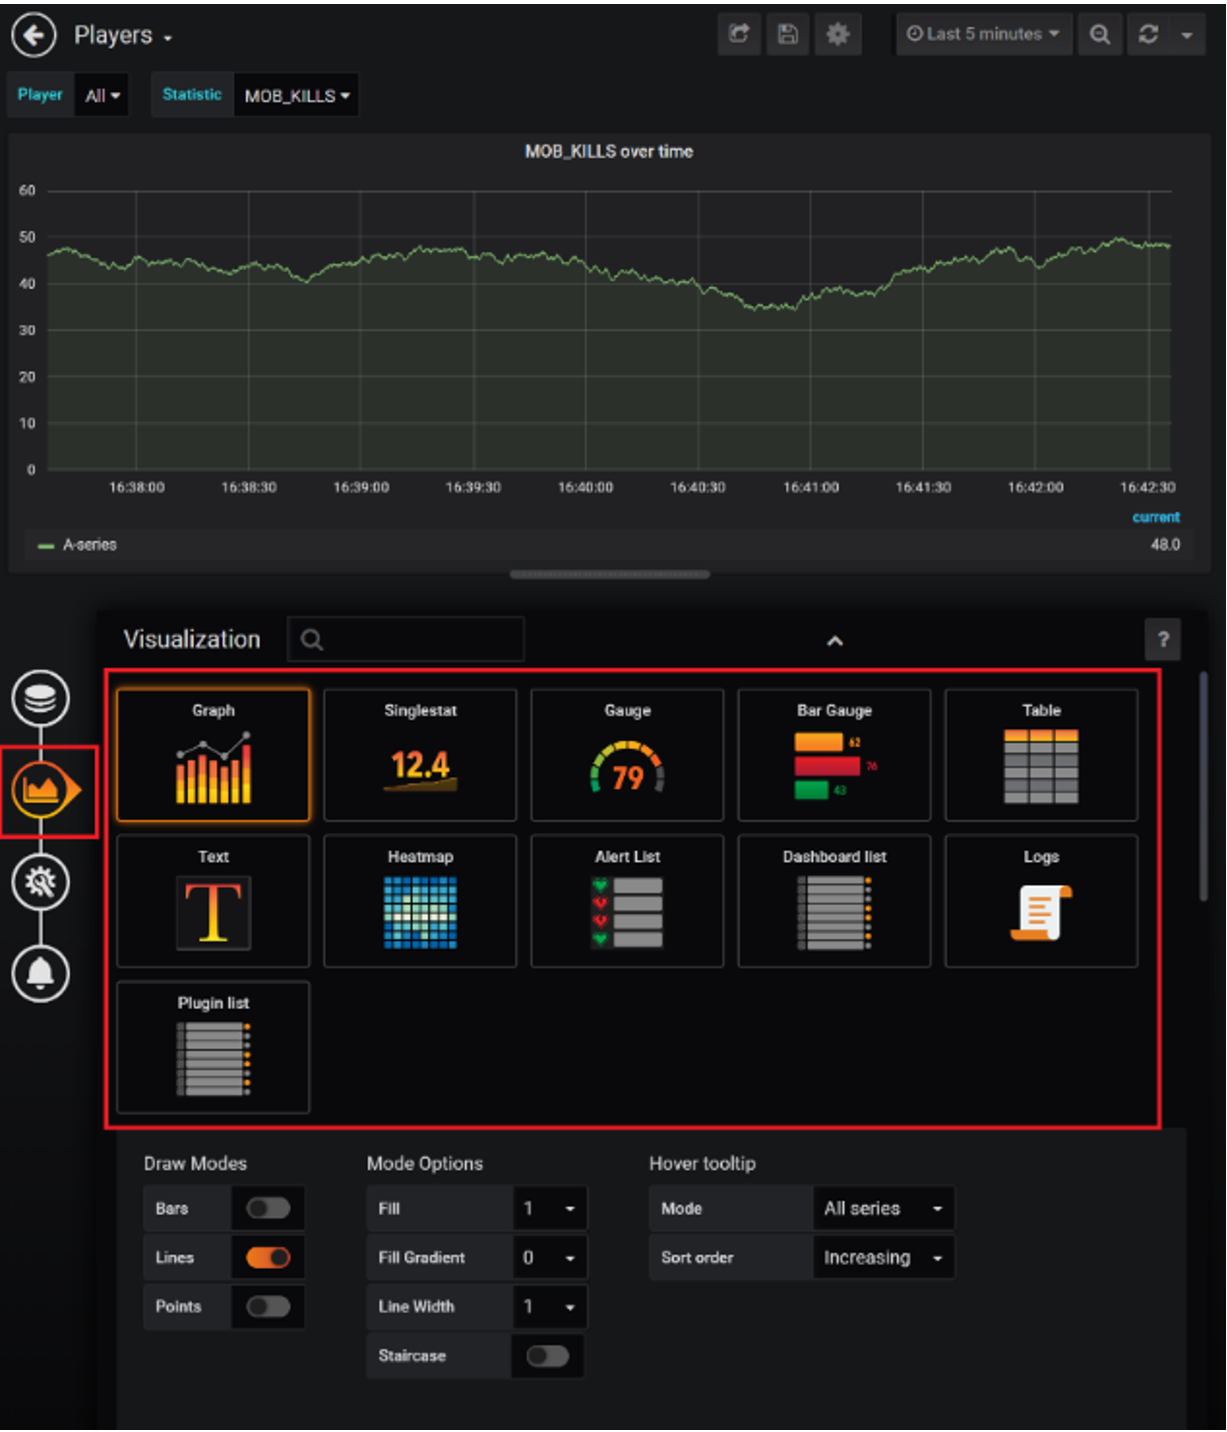 Players
Last 5 minutes
Player All Statistic MOB_KILLS
MOB_KILLS over time
60
50
40
30
20
10
0
16:38:00 16:38:30 16:39:00 16:39:30 16:40:00 16:40:30 16:41:00 16:41:30 16:42:00 16:42:30
current
A-series 48.0
Visualization ?
Graph Singlestat Gauge Bar Gauge Table
12.4 79 62 76 43
Text Heatmap Alert List Dashboard list Logs
T
Plugin list
Draw Modes Mode Options Hover tooltip
Bars Fill 1 Mode All series
Lines Fill Gradient 0 Sort order Increasing
Points Line Width 1
Staircase